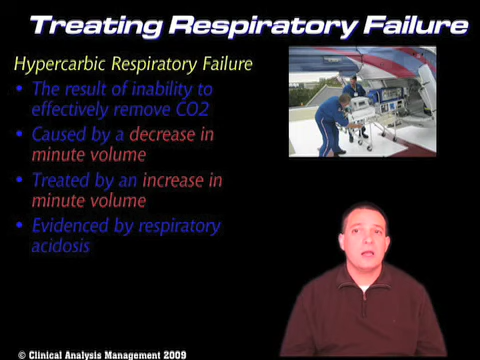 Treating Respiratory Failure
Hypercarbic Respiratory Failure
• The result of inability to
effectively remove CO2
• Caused by a decrease in
minute volume
• Treated by an increase in
minute volume
• Evidenced by respiratory
acidosis
© Clinical Analysis Management 2009